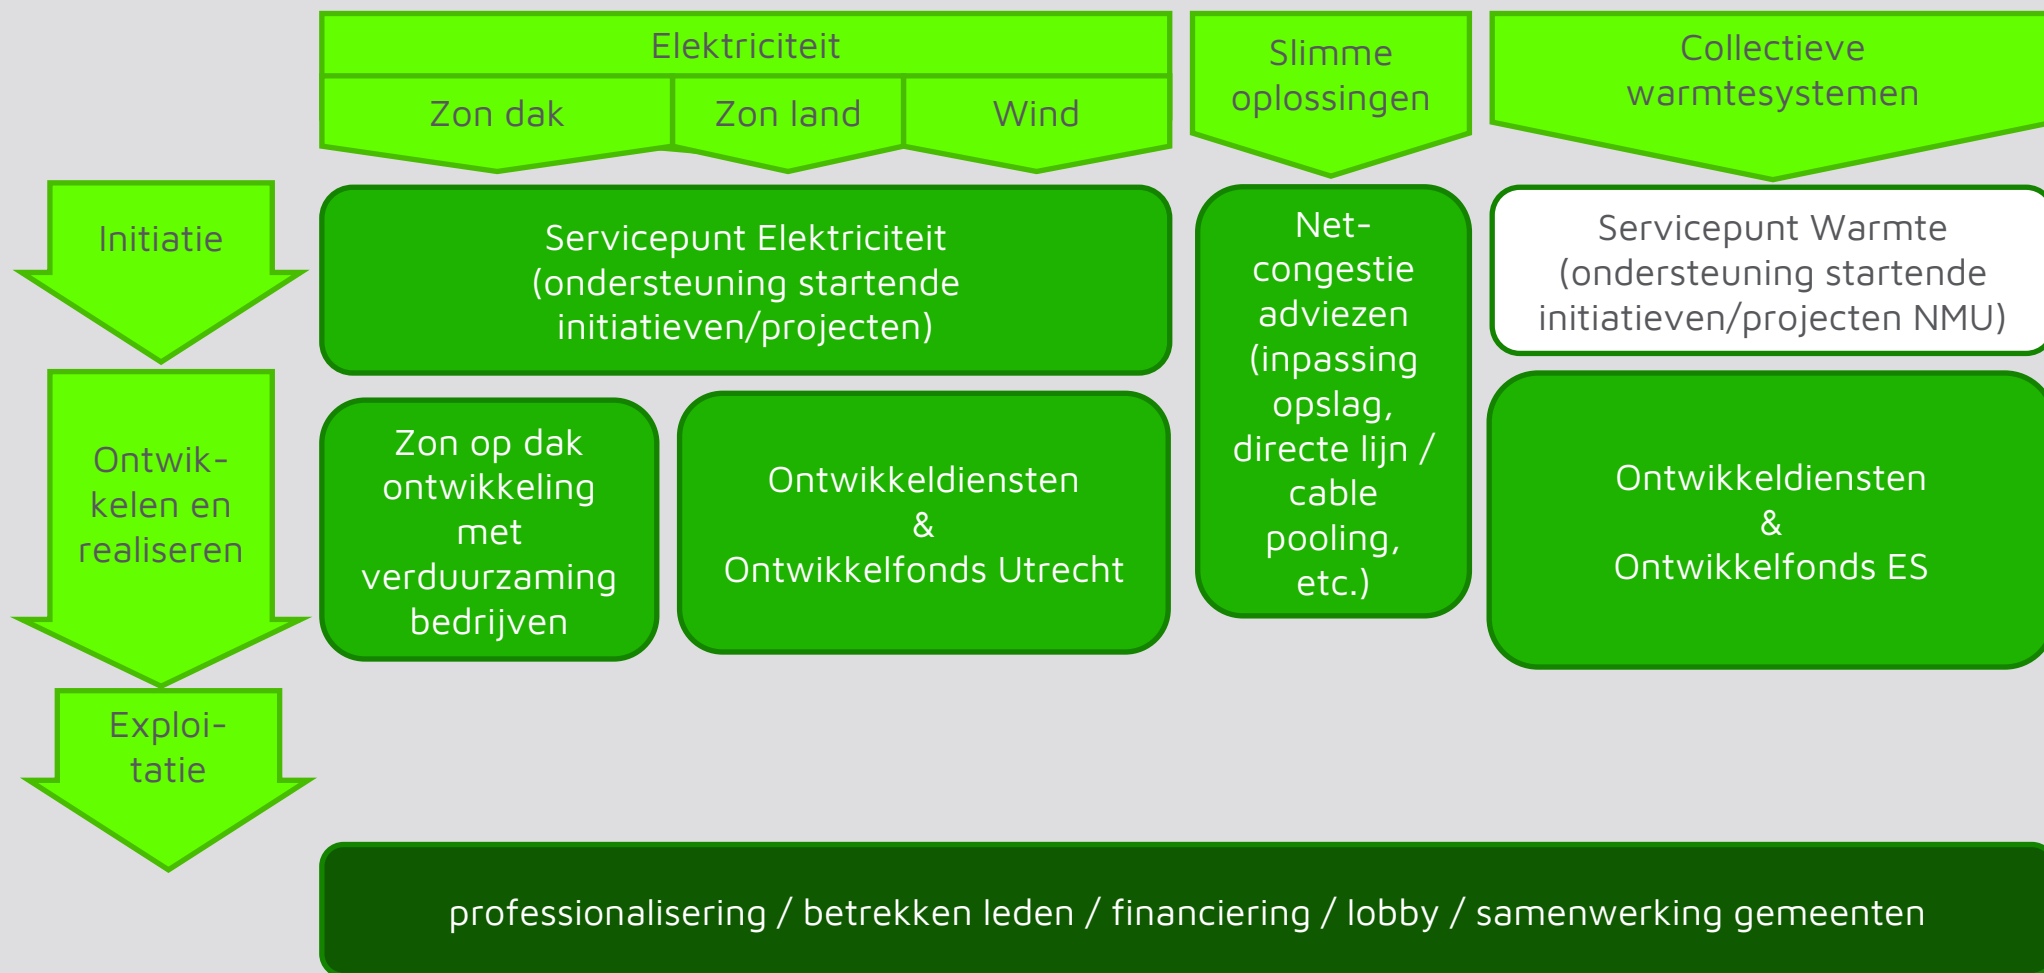 Elektriciteit
Zon dak
Zon land
Wind
Slimme
oplossingen
Collectieve
warmtesystemen
Initiatie
Servicepunt Elektriciteit
(ondersteuning startende
initiatieven/projecten)
Net-
congestie
adviezen
(inpassing
opslag,
directe lijn /
cable
pooling,
etc.)
Servicepunt Warmte
(ondersteuning startende
initiatieven/projecten NMU)
Ontwik-
kelen en
realiseren
Zon op dak
ontwikkeling
met
verduurzaming
bedrijven
Ontwikkeldiensten
&
Ontwikkelfonds Utrecht
Ontwikkeldiensten
&
Ontwikkelfonds ES
Exploi-
tatie
professionalisering / betrekken leden / financiering / lobby / samenwerking gemeenten